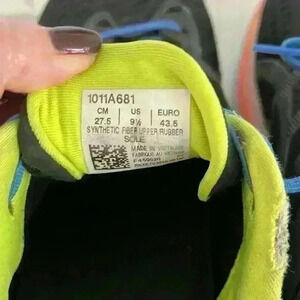 1011A681
CM US EURO
27.5 9½ 43.5
SYNTHETIC FIBER UPPER/RUBBER
SOLE
MADE IN VIETNAM
FABRIQUE AU VIETNAM